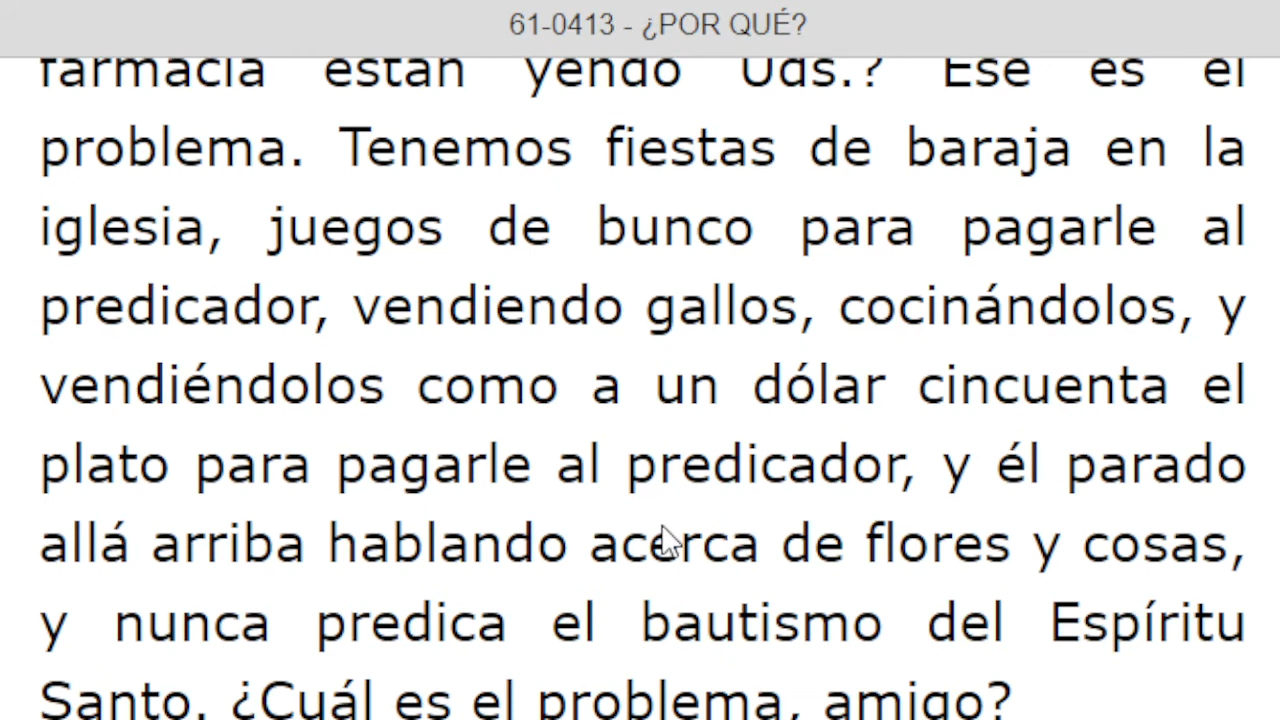 61-0413 - ¿POR QUÉ?
farmacia están yendo Uds.? Ese es el
problema. Tenemos fiestas de baraja en la
iglesia, juegos de bunco para pagarle al
predicador, vendiendo gallos, cocinándolos, y
vendiéndolos como a un dólar cincuenta el
plato para pagarle al predicador, y él parado
allá arriba hablando acerca de flores y cosas,
y nunca predica el bautismo del Espíritu
Santo. ¿Cuál es el problema, amigo?